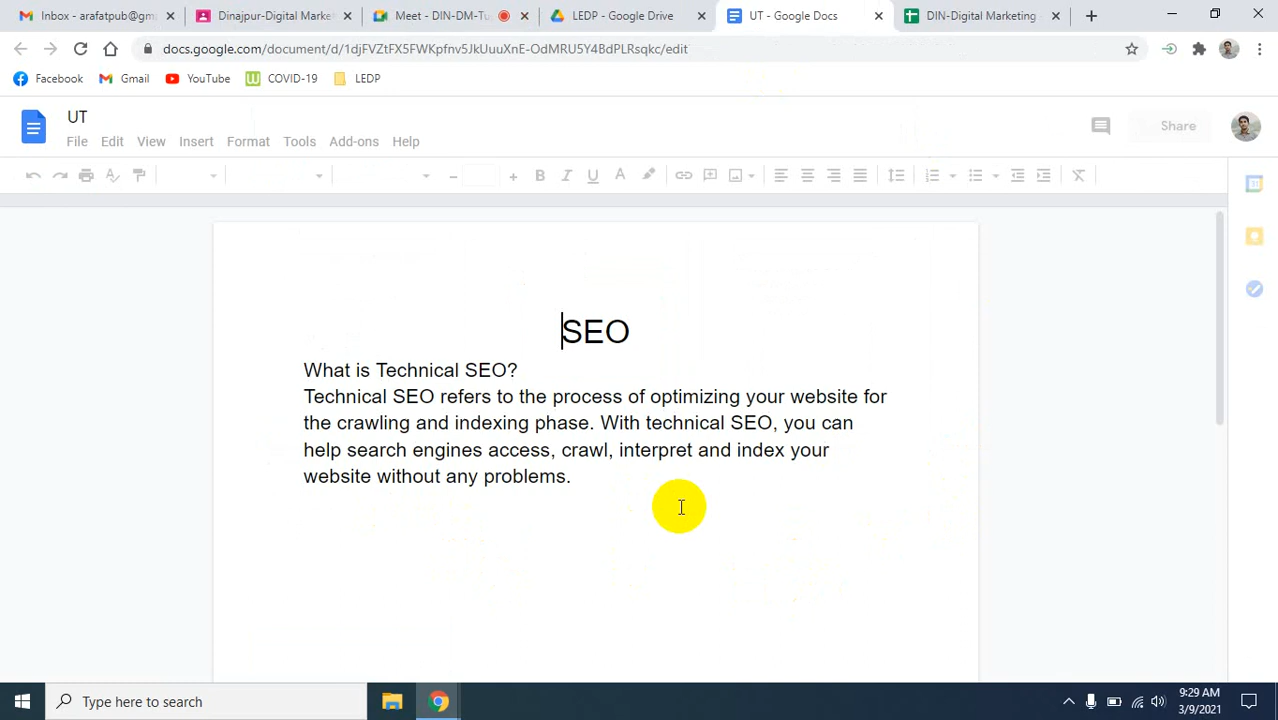 Inbox - arafatpub@gm
Dinajpur-Digital Marke
Meet - DIN-DM-Tu
LEDP - Google Drive
UT - Google Docs
DIN-Digital Marketing -
docs.google.com/document/d/1djFVZtFX5FWKpfnv5JkUuuXnE-OdMRU5Y4BdPLRsqkc/edit
Facebook
Gmail
YouTube
COVID-19
LEDP
UT
File Edit View Insert Format Tools Add-ons Help
Share
SEO
What is Technical SEO?
Technical SEO refers to the process of optimizing your website for
the crawling and indexing phase. With technical SEO, you can
help search engines access, crawl, interpret and index your
website without any problems.
Type here to search
9:29 AM
3/9/2021